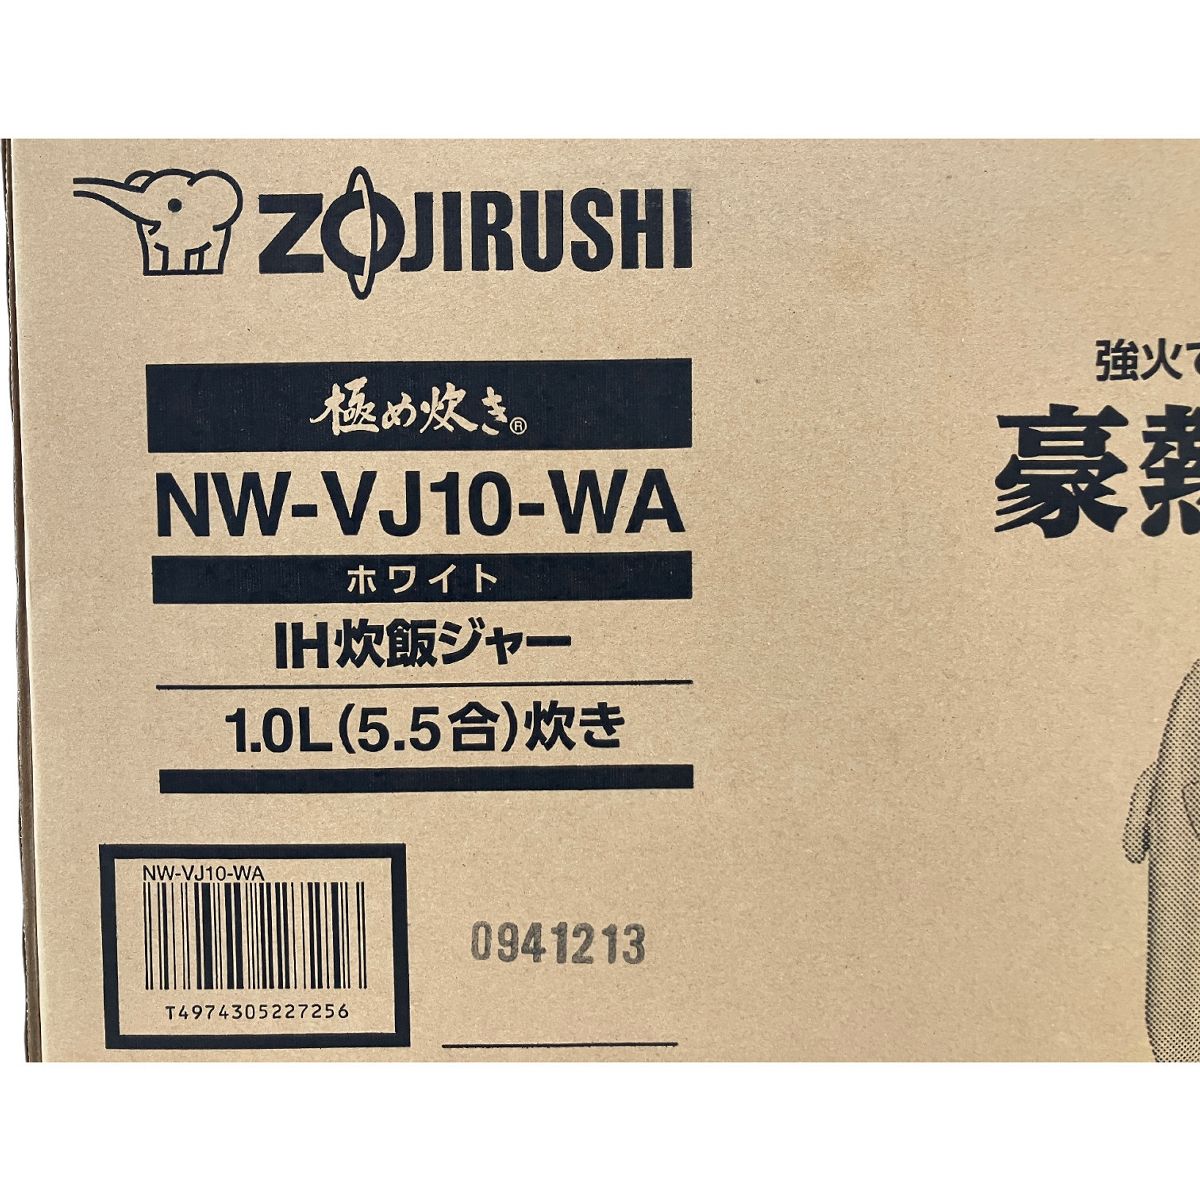 ZOJIRUSHI
極め炊き®
NW-VJ10-WA
ホワイト
IH炊飯ジャー
1.0L(5.5合)炊き
NW-VJ10-WA
T4974305227256
0941213
強火で
豪熱